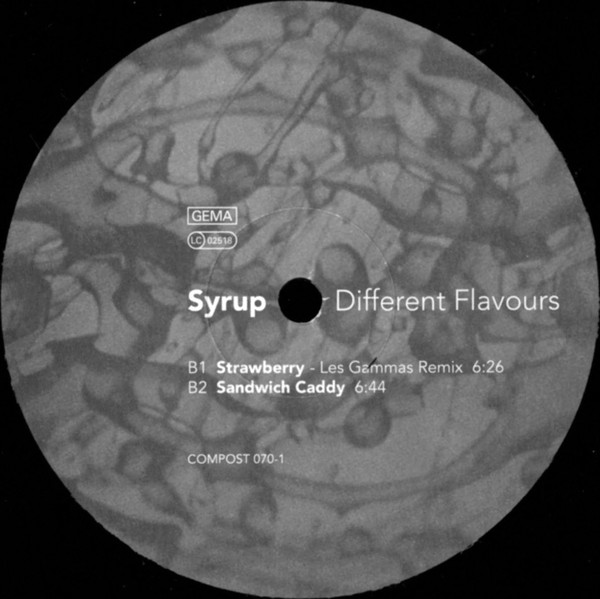 GEMA
LC 02518
Syrup Different Flavours
B1 Strawberry - Les Gammas Remix 6:26
B2 Sandwich Caddy 6:44
COMPOST 070-1